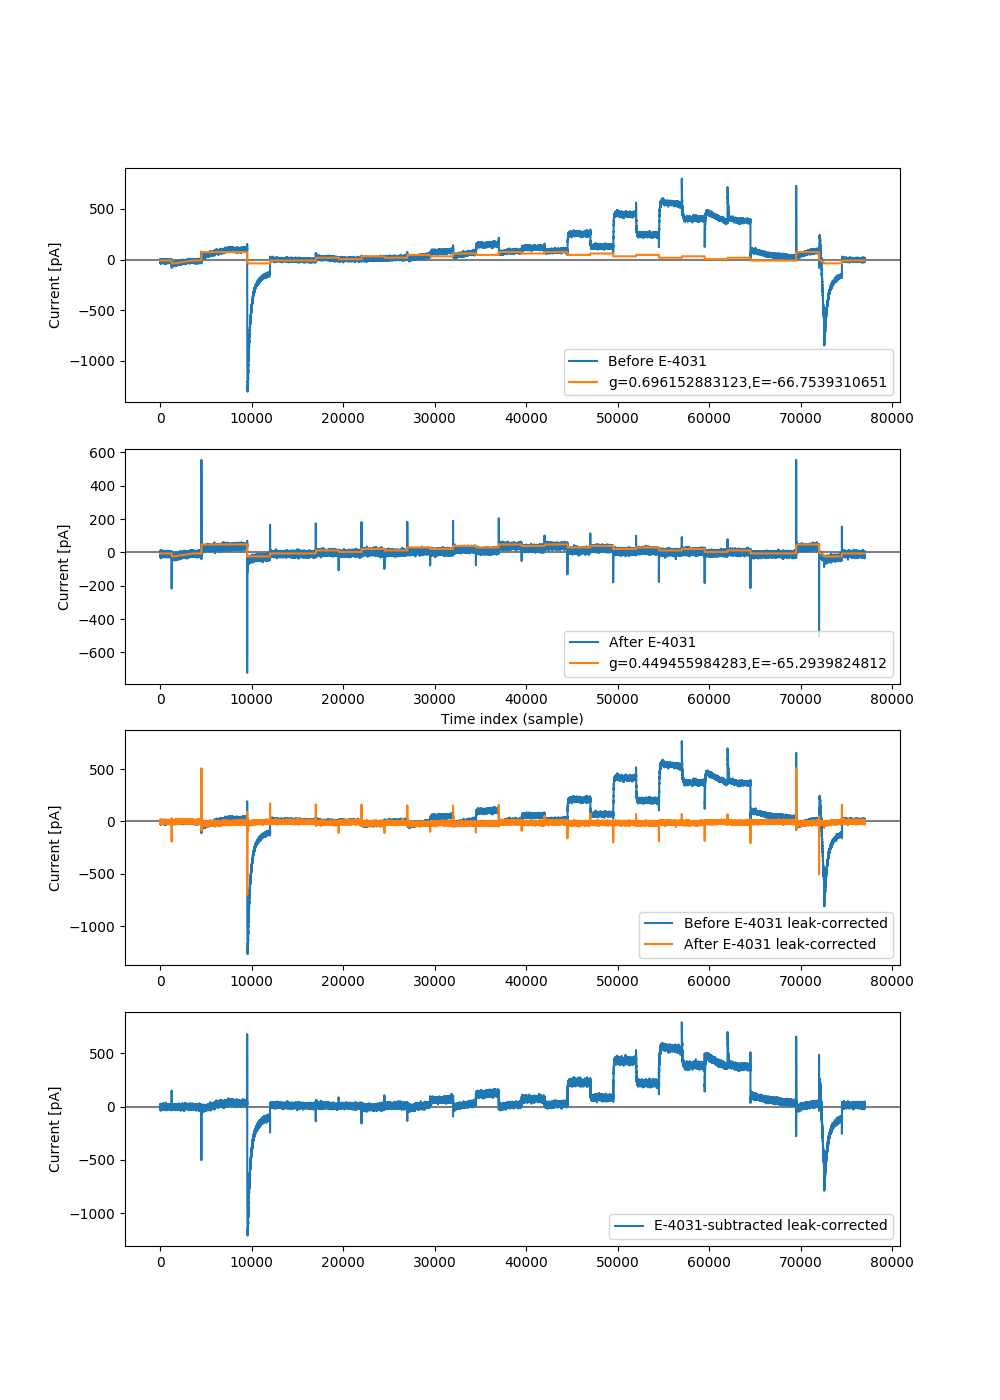 Current [pA]
500
0
−500
−1000
Before E-4031
g=0.696152883123,E=-66.7539310651
0 10000 20000 30000 40000 50000 60000 70000 80000
Current [pA]
600
400
200
0
−200
−400
−600
After E-4031
g=0.449455984283,E=-65.2939824812
0 10000 20000 30000 40000 50000 60000 70000 80000
Time index (sample)
Current [pA]
500
0
−500
−1000
Before E-4031 leak-corrected
After E-4031 leak-corrected
0 10000 20000 30000 40000 50000 60000 70000 80000
Current [pA]
500
0
−500
−1000
E-4031-subtracted leak-corrected
0 10000 20000 30000 40000 50000 60000 70000 80000